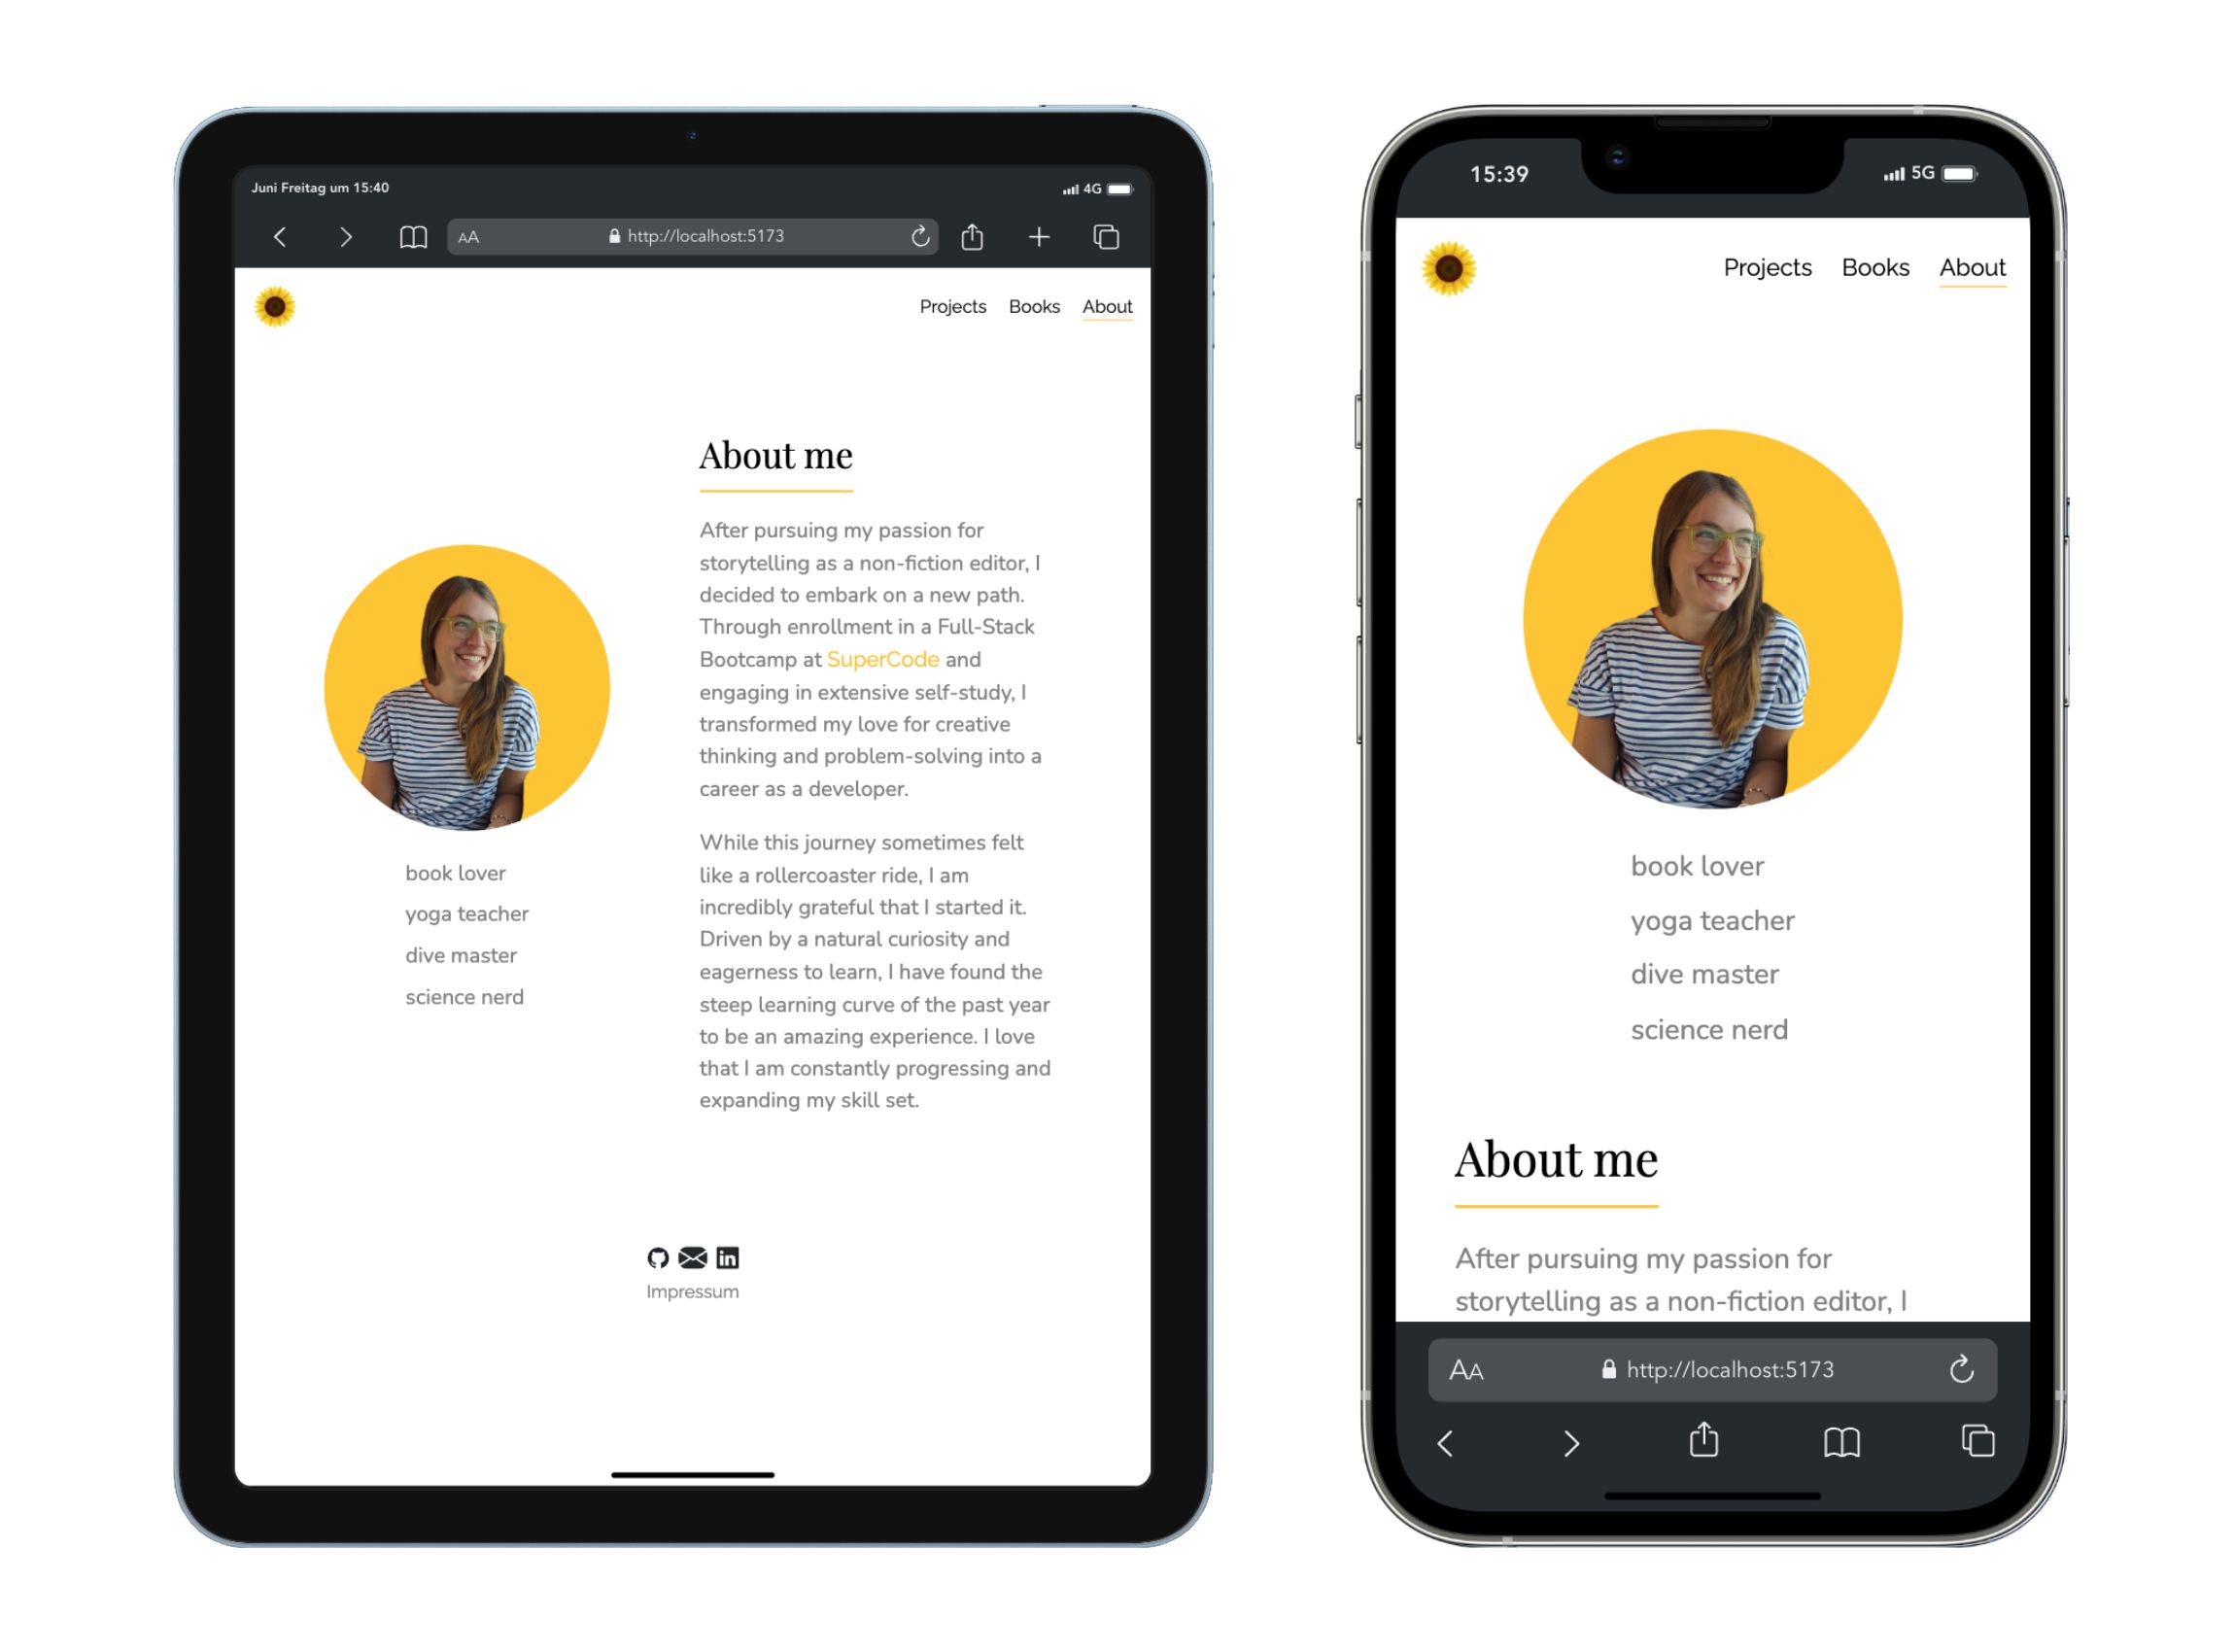 Juni Freitag um 15:40
4G
AA
http://localhost:5173
Projects Books About
About me
After pursuing my passion for
storytelling as a non-fiction editor, I
decided to embark on a new path.
Through enrollment in a Full-Stack
Bootcamp at SuperCode and
engaging in extensive self-study, I
transformed my love for creative
thinking and problem-solving into a
career as a developer.
While this journey sometimes felt
like a rollercoaster ride, I am
incredibly grateful that I started it.
Driven by a natural curiosity and
eagerness to learn, I have found the
steep learning curve of the past year
to be an amazing experience. I love
that I am constantly progressing and
expanding my skill set.
book lover
yoga teacher
dive master
science nerd
in
Impressum
15:39
5G
Projects Books About
book lover
yoga teacher
dive master
science nerd
About me
After pursuing my passion for
storytelling as a non-fiction editor, I
AA
http://localhost:5173